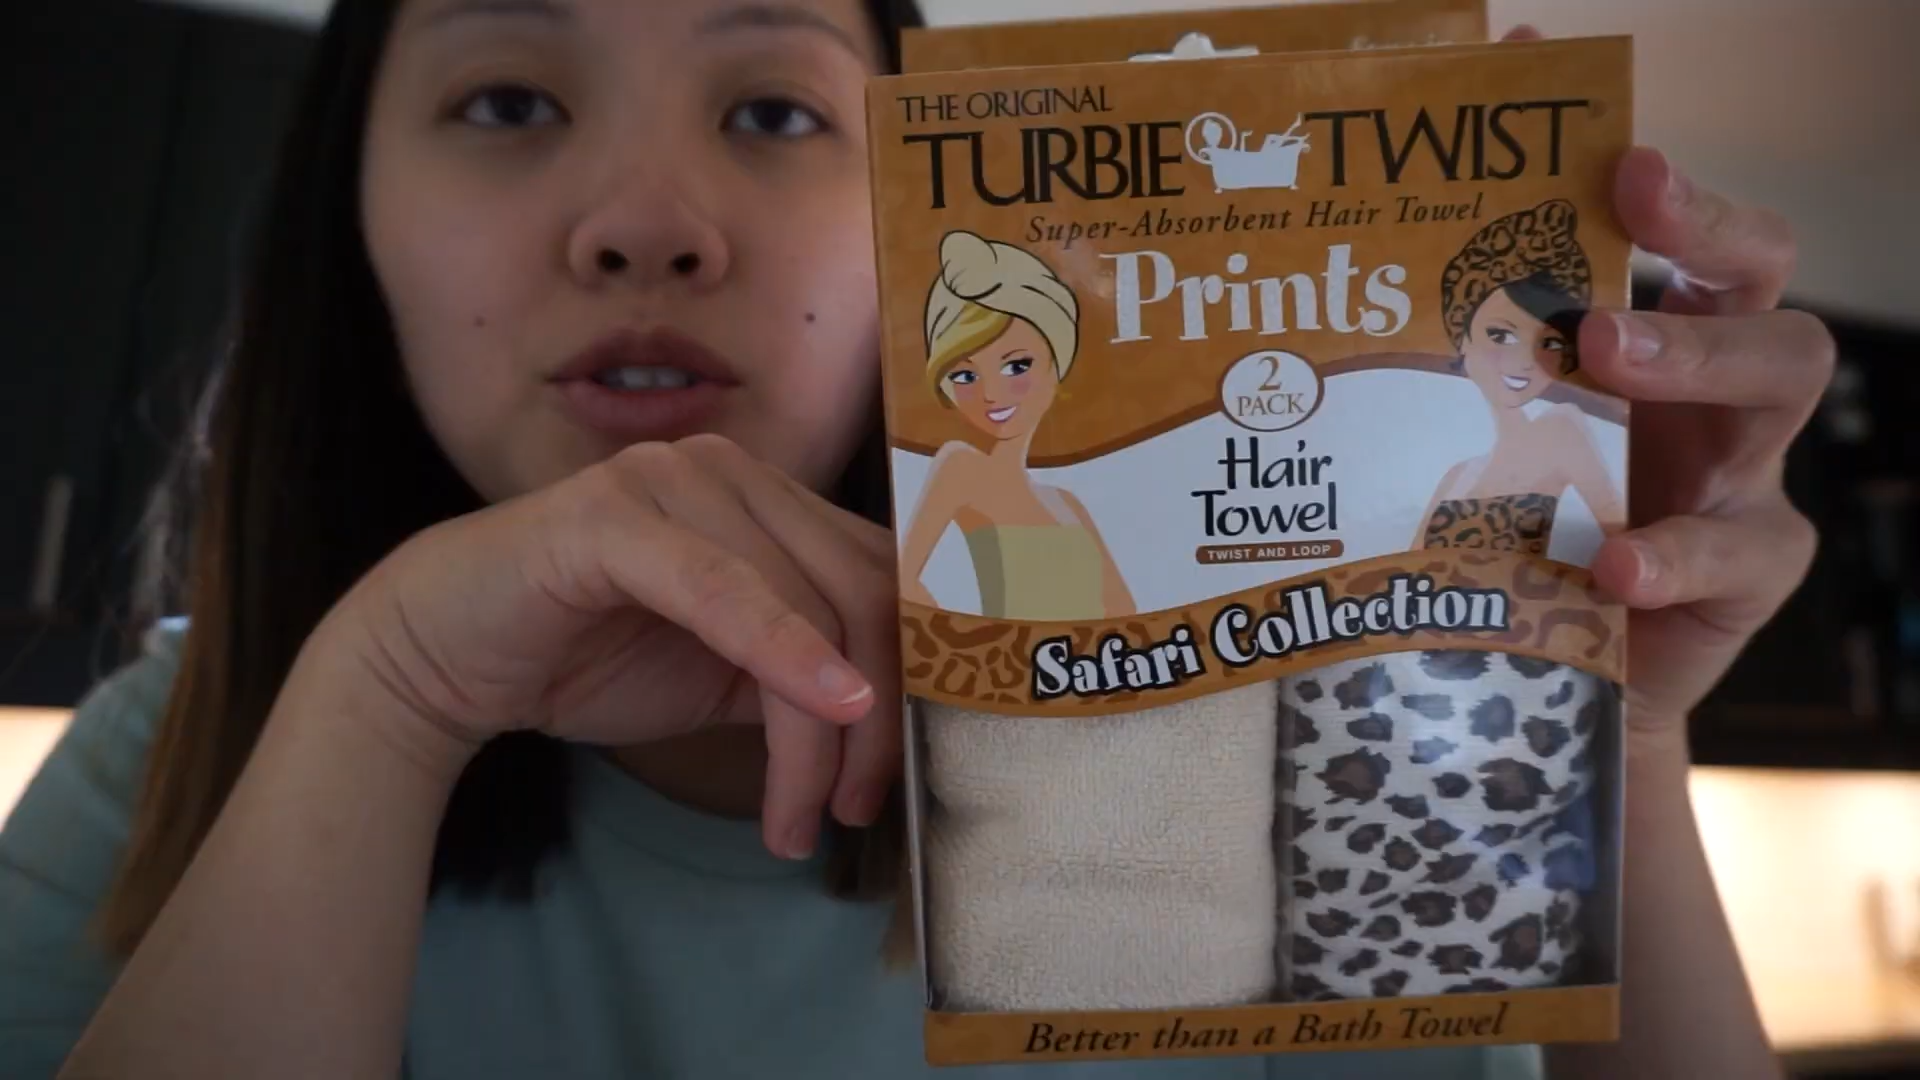 THE ORIGINAL
TURBIE TWIST®
Super-Absorbent Hair Towel
Prints
2
PACK
Hair
Towel
TWIST AND LOOP
Safari Collection
Better than a Bath Towel